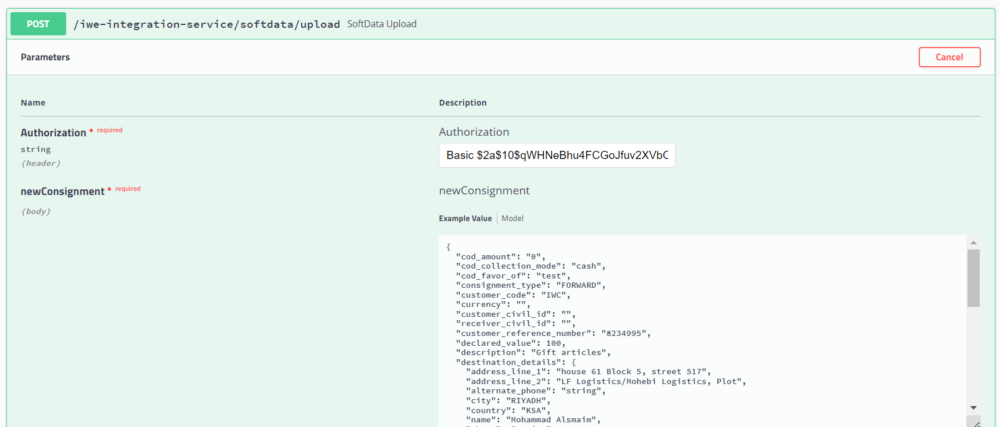 POST /iwe-integration-service/softdata/upload SoftData Upload
Parameters
Cancel
Name
Description
Authorization * required
string
(header)
Authorization
Basic $2a$10$qWHNeBhu4FCGoJfuv2XVbC
newConsignment * required
(body)
newConsignment
Example Value Model
{
"cod_amount": "0",
"cod_collection_mode": "cash",
"cod_favor_of": "test",
"consignment_type": "FORWARD",
"customer_code": "IWC",
"currency": "",
"customer_civil_id": "",
"receiver_civil_id": "",
"customer_reference_number": "8234995",
"declared_value": 100,
"description": "Gift articles",
"destination_details": {
"address_line_1": "house 61 Block 5, street 517",
"address_line_2": "LF Logistics/Mohebi Logistics, Plot",
"alternate_phone": "string",
"city": "RIYADH",
"country": "KSA",
"name": "Mohammad Alsmaim",